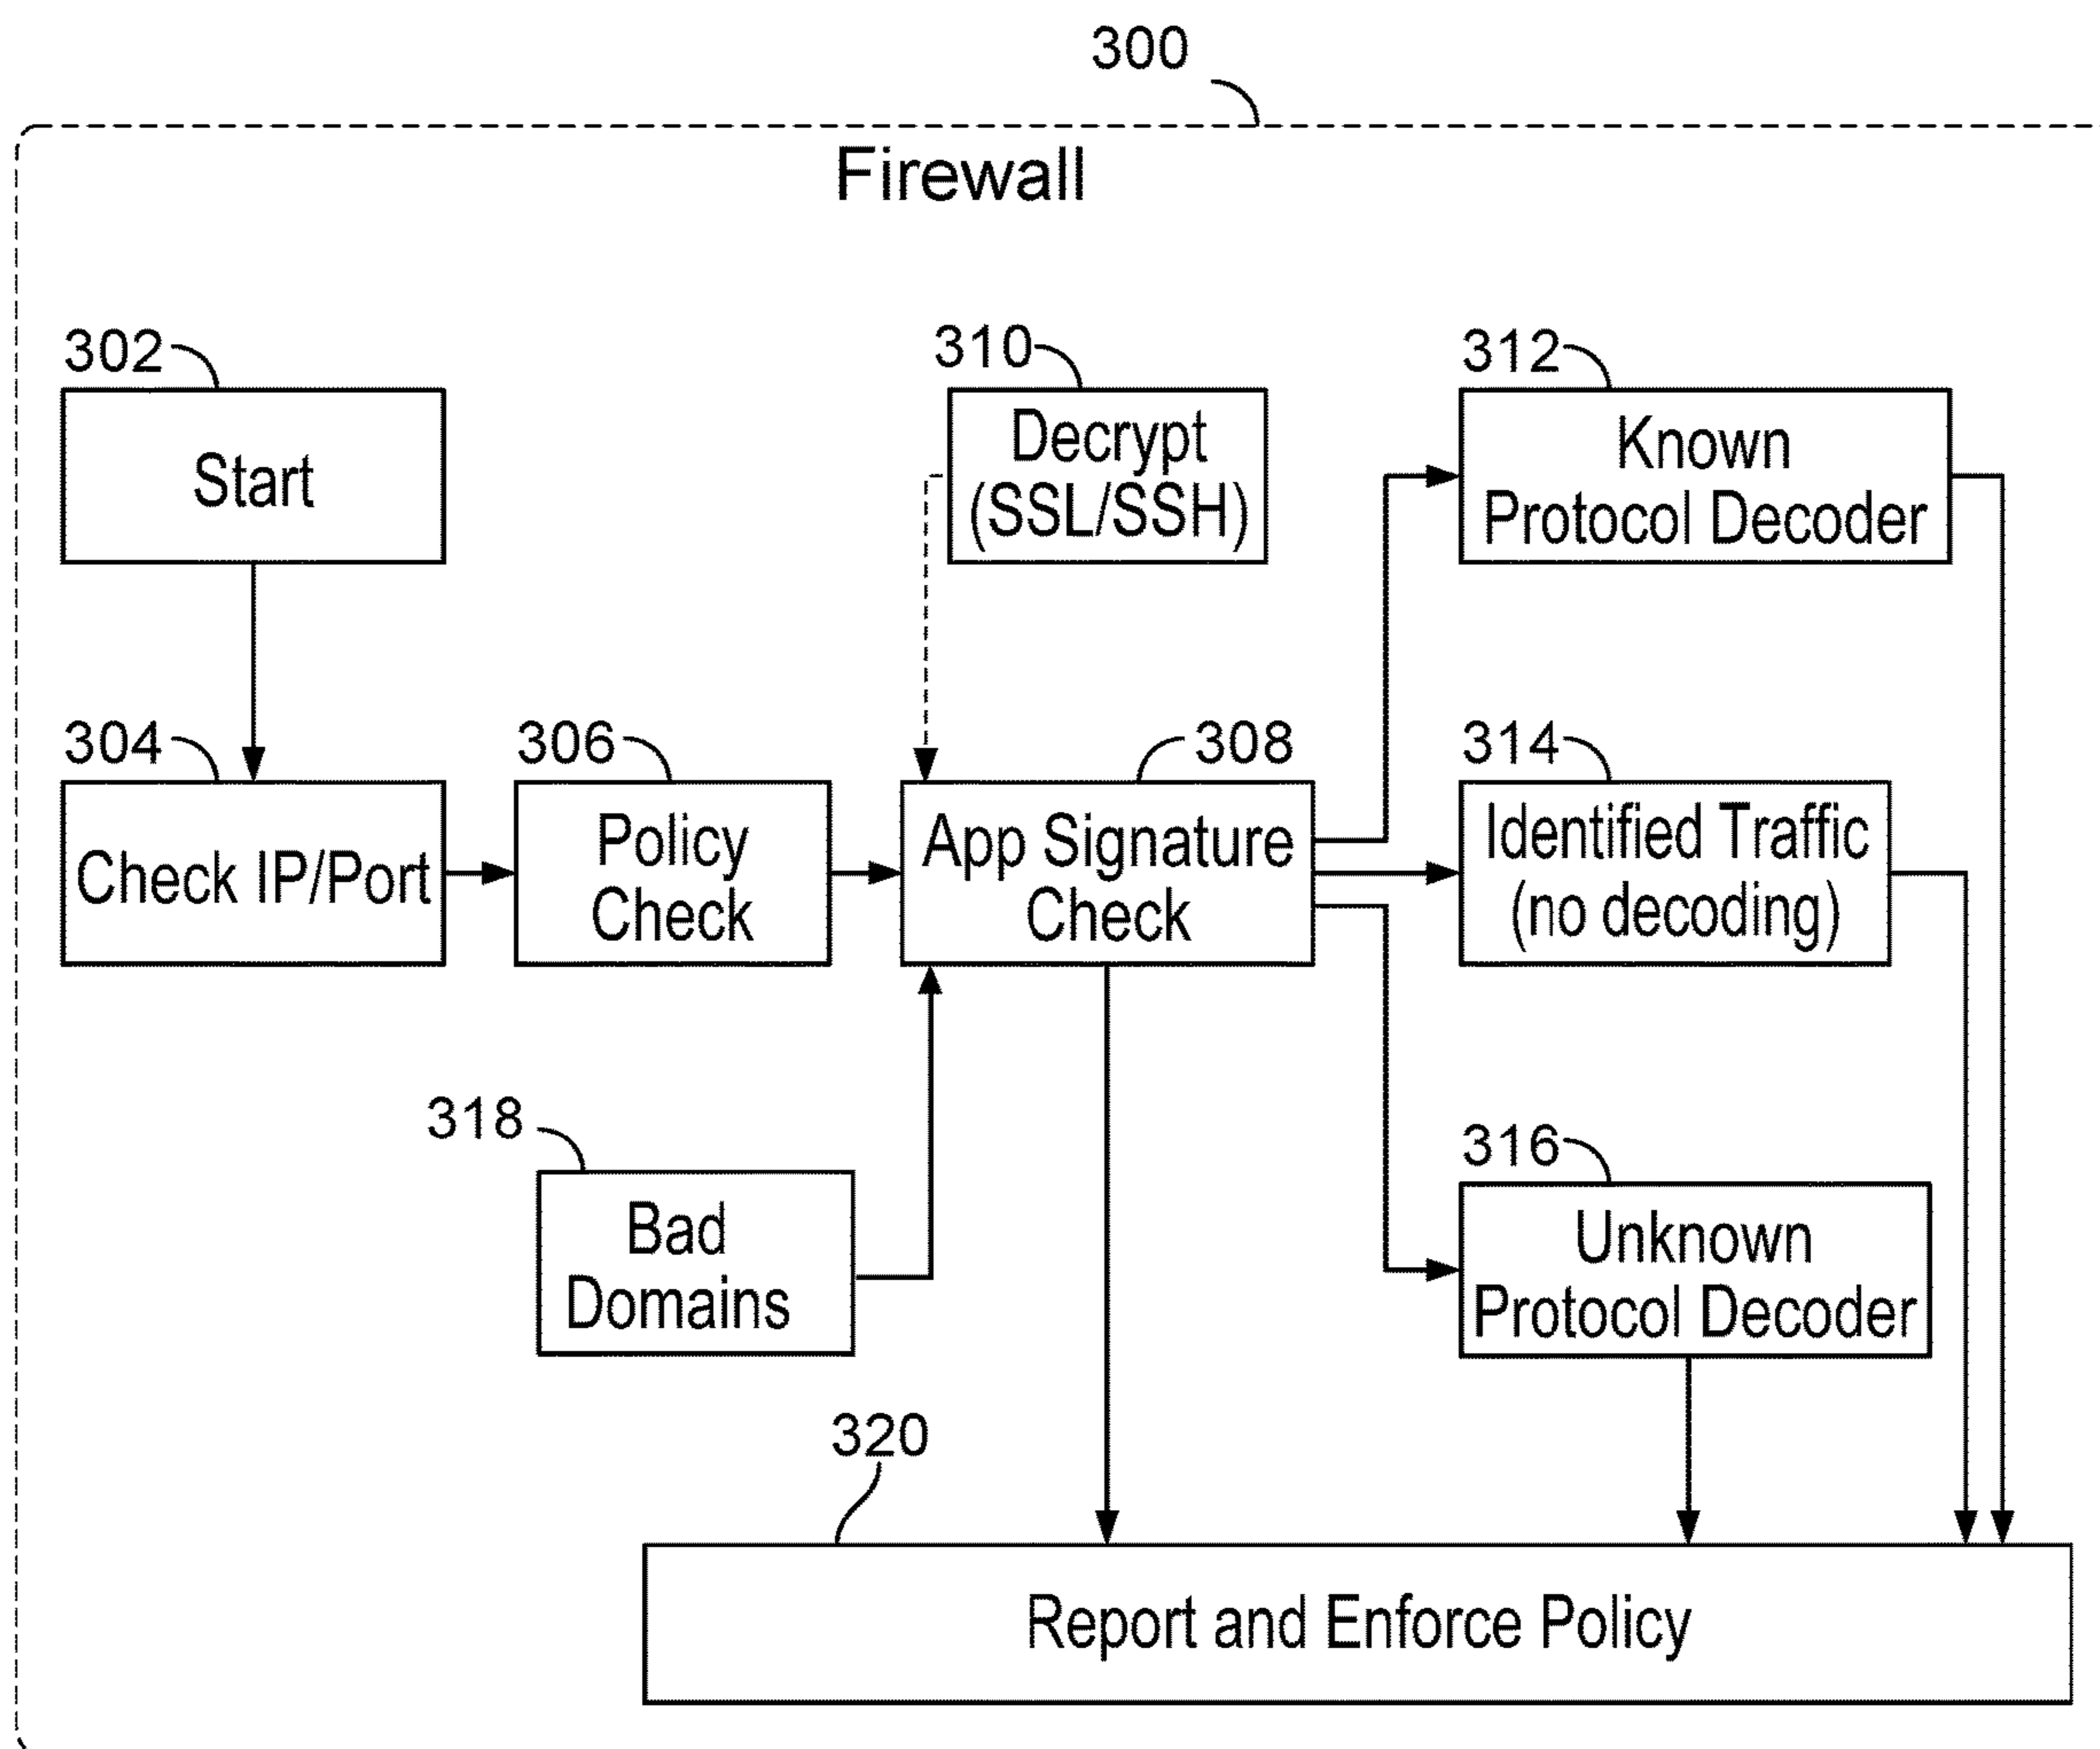 300
Firewall
302
Start
310
Decrypt
(SSL/SSH)
312
Known
Protocol Decoder
304
Check IP/Port
306
Policy
Check
308
App Signature
Check
314
Identified Traffic
(no decoding)
318
Bad
Domains
316
Unknown
Protocol Decoder
320
Report and Enforce Policy